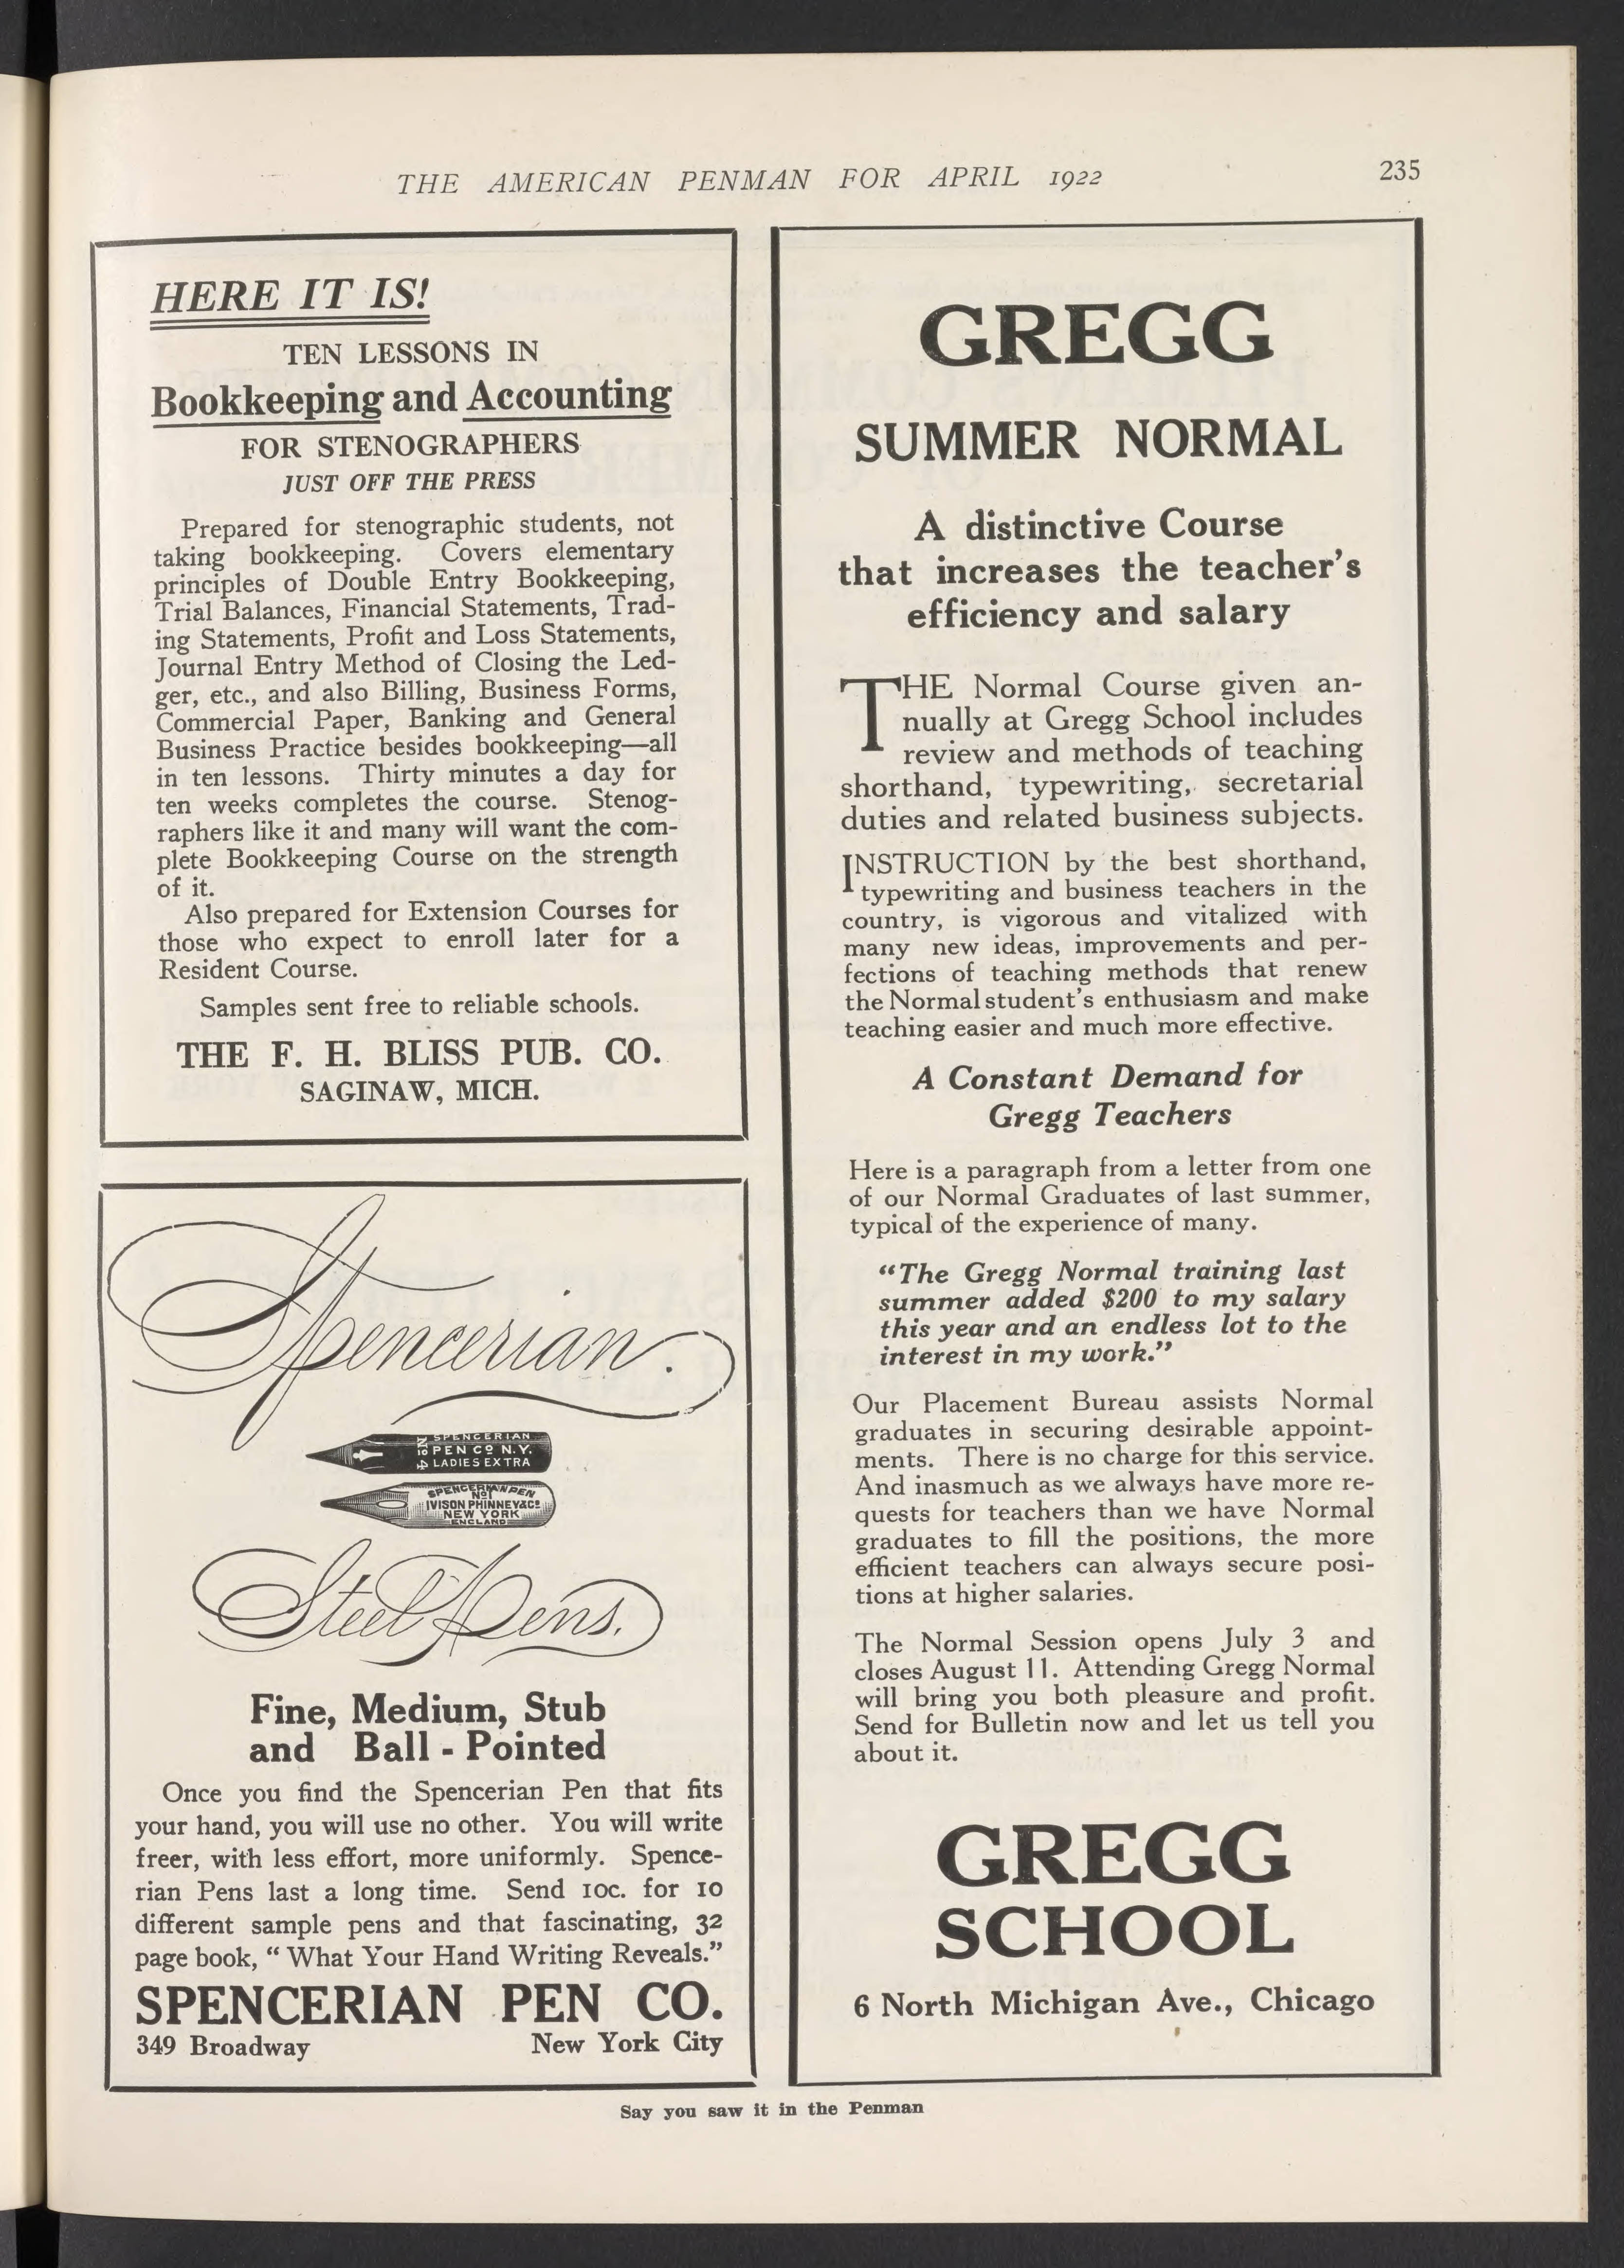 THE AMERICAN PENMAN FOR APRIL 1922
235
HERE IT IS!
TEN LESSONS IN
Bookkeeping and Accounting
FOR STENOGRAPHERS
JUST OFF THE PRESS
Prepared for stenographic students, not
taking bookkeeping. Covers elementary
principles of Double Entry Bookkeeping,
Trial Balances, Financial Statements, Trad-
ing Statements, Profit and Loss Statements,
Journal Entry Method of Closing the Led-
ger, etc., and also Billing, Business Forms,
Commercial Paper, Banking and General
Business Practice besides bookkeeping—all
in ten lessons. Thirty minutes a day for
ten weeks completes the course. Stenog-
raphers like it and many will want the com-
plete Bookkeeping Course on the strength
of it.
Also prepared for Extension Courses for
those who expect to enroll later for a
Resident Course.
Samples sent free to reliable schools.
THE F. H. BLISS PUB. CO.
SAGINAW, MICH.
Spencerian.
SPENCERIAN
No 4
PEN Co N.Y.
LADIES EXTRA
SPENCERIAN PEN
No 1
IVISON PHINNEY & Co
NEW YORK
ENGLAND
Steel Pens.
Fine, Medium, Stub
and Ball - Pointed
Once you find the Spencerian Pen that fits
your hand, you will use no other. You will write
freer, with less effort, more uniformly. Spence-
rian Pens last a long time. Send 10c. for 10
different sample pens and that fascinating, 32
page book, “ What Your Hand Writing Reveals.”
SPENCERIAN PEN CO.
349 Broadway New York City
GREGG
SUMMER NORMAL
A distinctive Course
that increases the teacher's
efficiency and salary
THE Normal Course given an-
nually at Gregg School includes
review and methods of teaching
shorthand, typewriting, secretarial
duties and related business subjects.
INSTRUCTION by the best shorthand,
typewriting and business teachers in the
country, is vigorous and vitalized with
many new ideas, improvements and per-
fections of teaching methods that renew
the Normal student's enthusiasm and make
teaching easier and much more effective.
A Constant Demand for
Gregg Teachers
Here is a paragraph from a letter from one
of our Normal Graduates of last summer,
typical of the experience of many.
“The Gregg Normal training last
summer added $200 to my salary
this year and an endless lot to the
interest in my work.”
Our Placement Bureau assists Normal
graduates in securing desirable appoint-
ments. There is no charge for this service.
And inasmuch as we always have more re-
quests for teachers than we have Normal
graduates to fill the positions, the more
efficient teachers can always secure posi-
tions at higher salaries.
The Normal Session opens July 3 and
closes August 11. Attending Gregg Normal
will bring you both pleasure and profit.
Send for Bulletin now and let us tell you
about it.
GREGG
SCHOOL
6 North Michigan Ave., Chicago
Say you saw it in the Penman